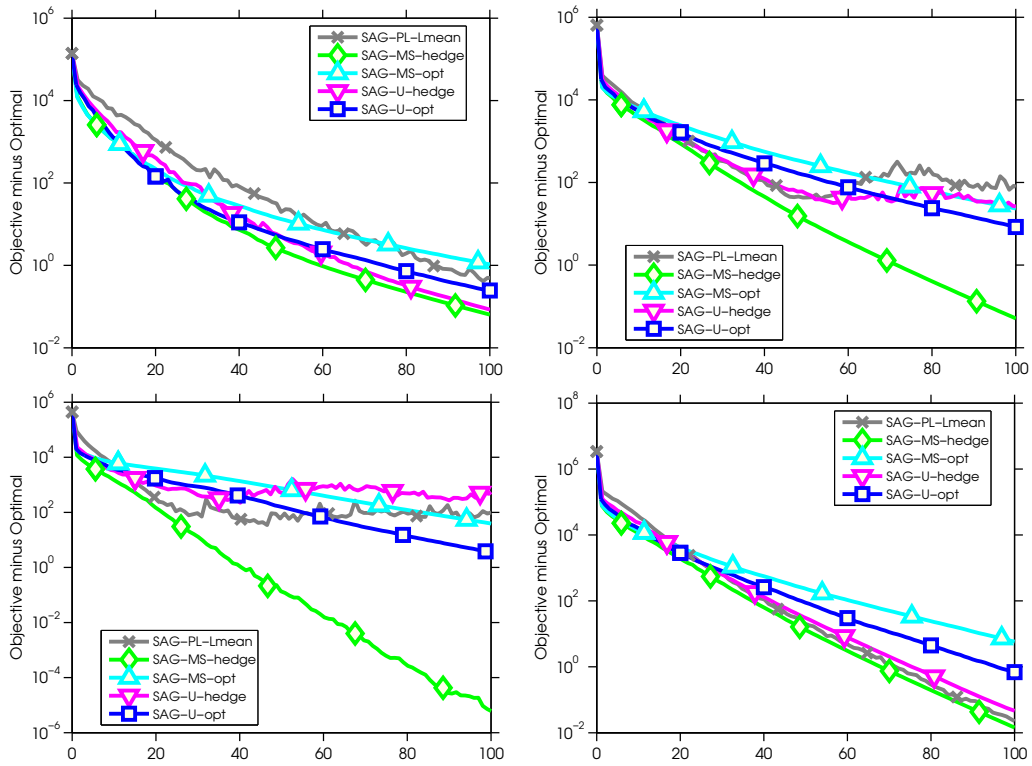 10^6
10^4
10^2
10^0
10^−2
0 20 40 60 80 100
Objective minus Optimal
SAG−PL−Lmean
SAG−MS−hedge
SAG−MS−opt
SAG−U−hedge
SAG−U−opt
10^6
10^4
10^2
10^0
10^−2
0 20 40 60 80 100
Objective minus Optimal
SAG−PL−Lmean
SAG−MS−hedge
SAG−MS−opt
SAG−U−hedge
SAG−U−opt
10^6
10^4
10^2
10^0
10^−2
10^−4
10^−6
0 20 40 60 80 100
Objective minus Optimal
SAG−PL−Lmean
SAG−MS−hedge
SAG−MS−opt
SAG−U−hedge
SAG−U−opt
10^8
10^6
10^4
10^2
10^0
10^−2
0 20 40 60 80 100
Objective minus Optimal
SAG−PL−Lmean
SAG−MS−hedge
SAG−MS−opt
SAG−U−hedge
SAG−U−opt